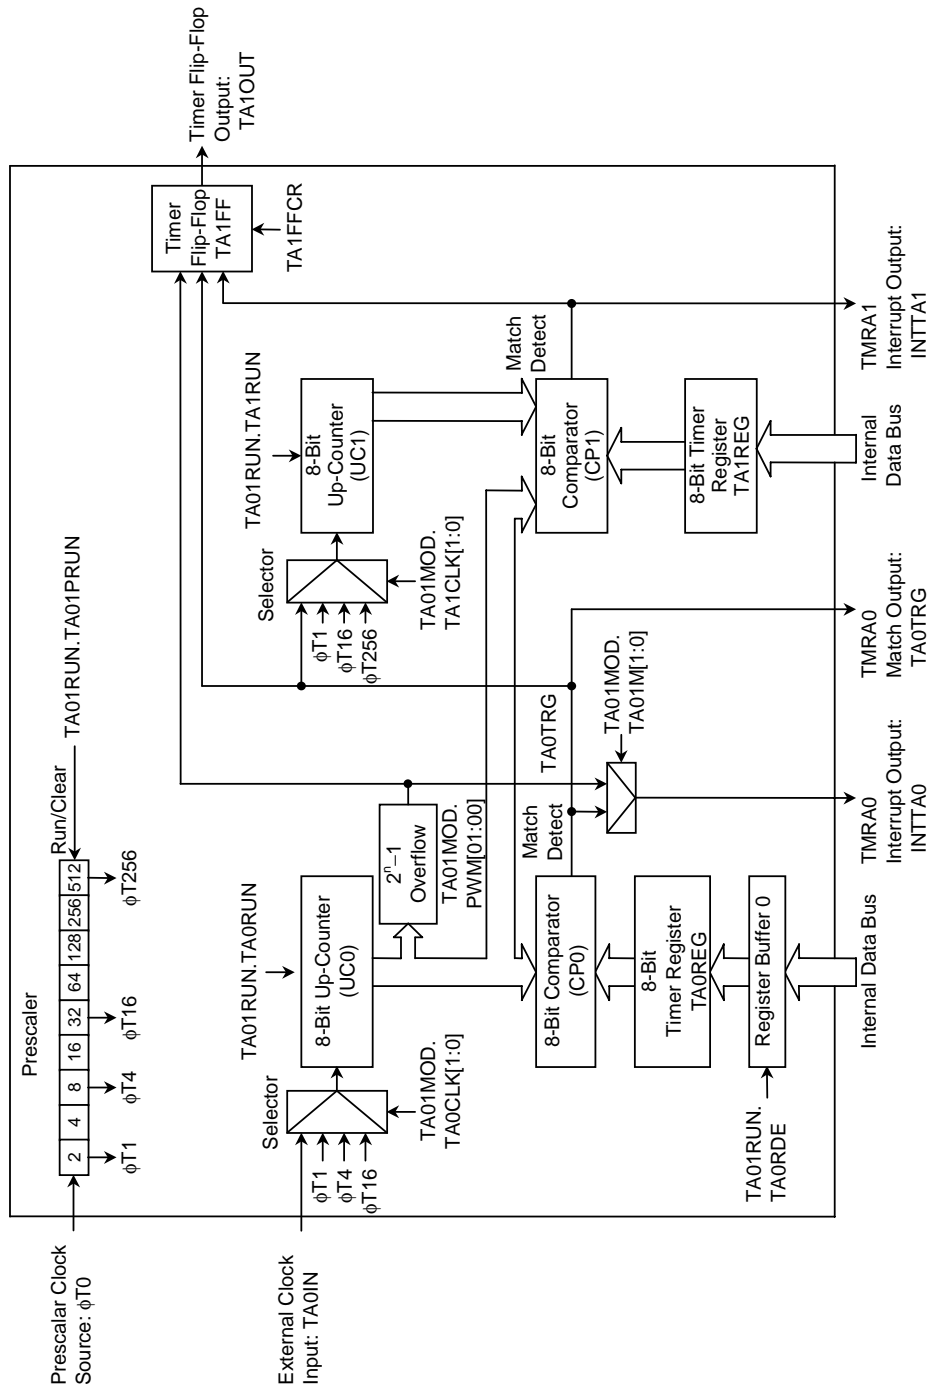 Prescalar Clock
Source: ϕT0
Prescaler
2 4 8 16 32 64 128 256 512
Run/Clear
TA01RUN.TA01PRUN
ϕT1
ϕT4
ϕT16
ϕT256
External Clock
Input: TA0IN
Selector
ϕT1
ϕT4
ϕT16
TA01MOD.
TA0CLK[1:0]
TA01RUN.TA0RUN
8-Bit Up-Counter
(UC0)
2ⁿ−1
Overflow
TA01MOD.
PWM[01:00]
8-Bit Comparator
(CP0)
Match
Detect
TA0TRG
8-Bit
Timer Register
TA0REG
Register Buffer 0
TA01RUN.
TA0RDE
Internal Data Bus
TA01MOD.
TA01M[1:0]
TMRA0
Interrupt Output:
INTTA0
TMRA0
Match Output:
TA0TRG
Selector
ϕT1
ϕT16
ϕT256
TA01MOD.
TA1CLK[1:0]
TA01RUN.TA1RUN
8-Bit
Up-Counter
(UC1)
8-Bit
Comparator
(CP1)
Match
Detect
8-Bit Timer
Register
TA1REG
Internal
Data Bus
TMRA1
Interrupt Output:
INTTA1
Timer
Flip-Flop
TA1FF
TA1FFCR
Timer Flip-Flop
Output:
TA1OUT